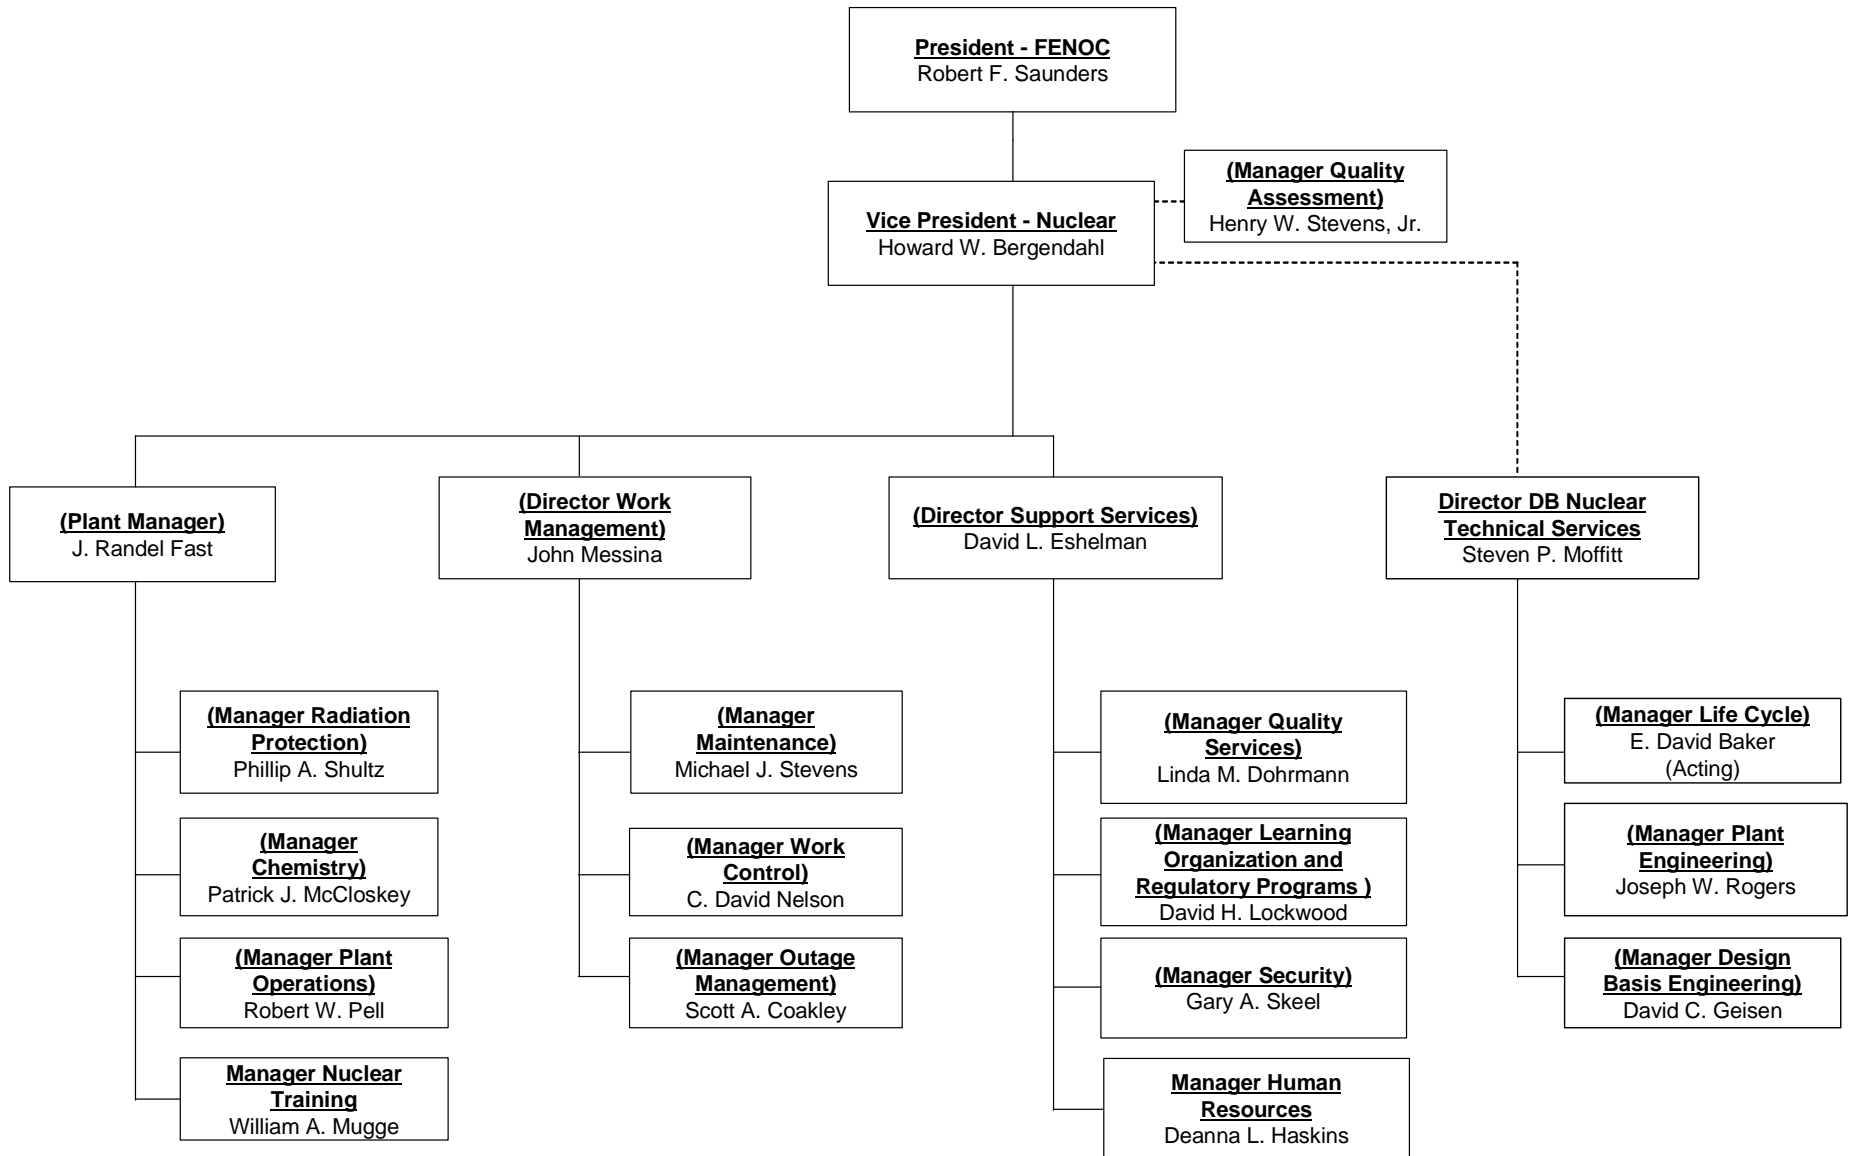 President - FENOC
Robert F. Saunders
(Manager Quality
Assessment)
Henry W. Stevens, Jr.
Vice President - Nuclear
Howard W. Bergendahl
(Plant Manager)
J. Randel Fast
(Director Work
Management)
John Messina
(Director Support Services)
David L. Eshelman
Director DB Nuclear
Technical Services
Steven P. Moffitt
(Manager Radiation
Protection)
Phillip A. Shultz
(Manager
Chemistry)
Patrick J. McCloskey
(Manager Plant
Operations)
Robert W. Pell
Manager Nuclear
Training
William A. Mugge
(Manager
Maintenance)
Michael J. Stevens
(Manager Work
Control)
C. David Nelson
(Manager Outage
Management)
Scott A. Coakley
(Manager Quality
Services)
Linda M. Dohrmann
(Manager Learning
Organization and
Regulatory Programs )
David H. Lockwood
(Manager Security)
Gary A. Skeel
Manager Human
Resources
Deanna L. Haskins
(Manager Life Cycle)
E. David Baker
(Acting)
(Manager Plant
Engineering)
Joseph W. Rogers
(Manager Design
Basis Engineering)
David C. Geisen